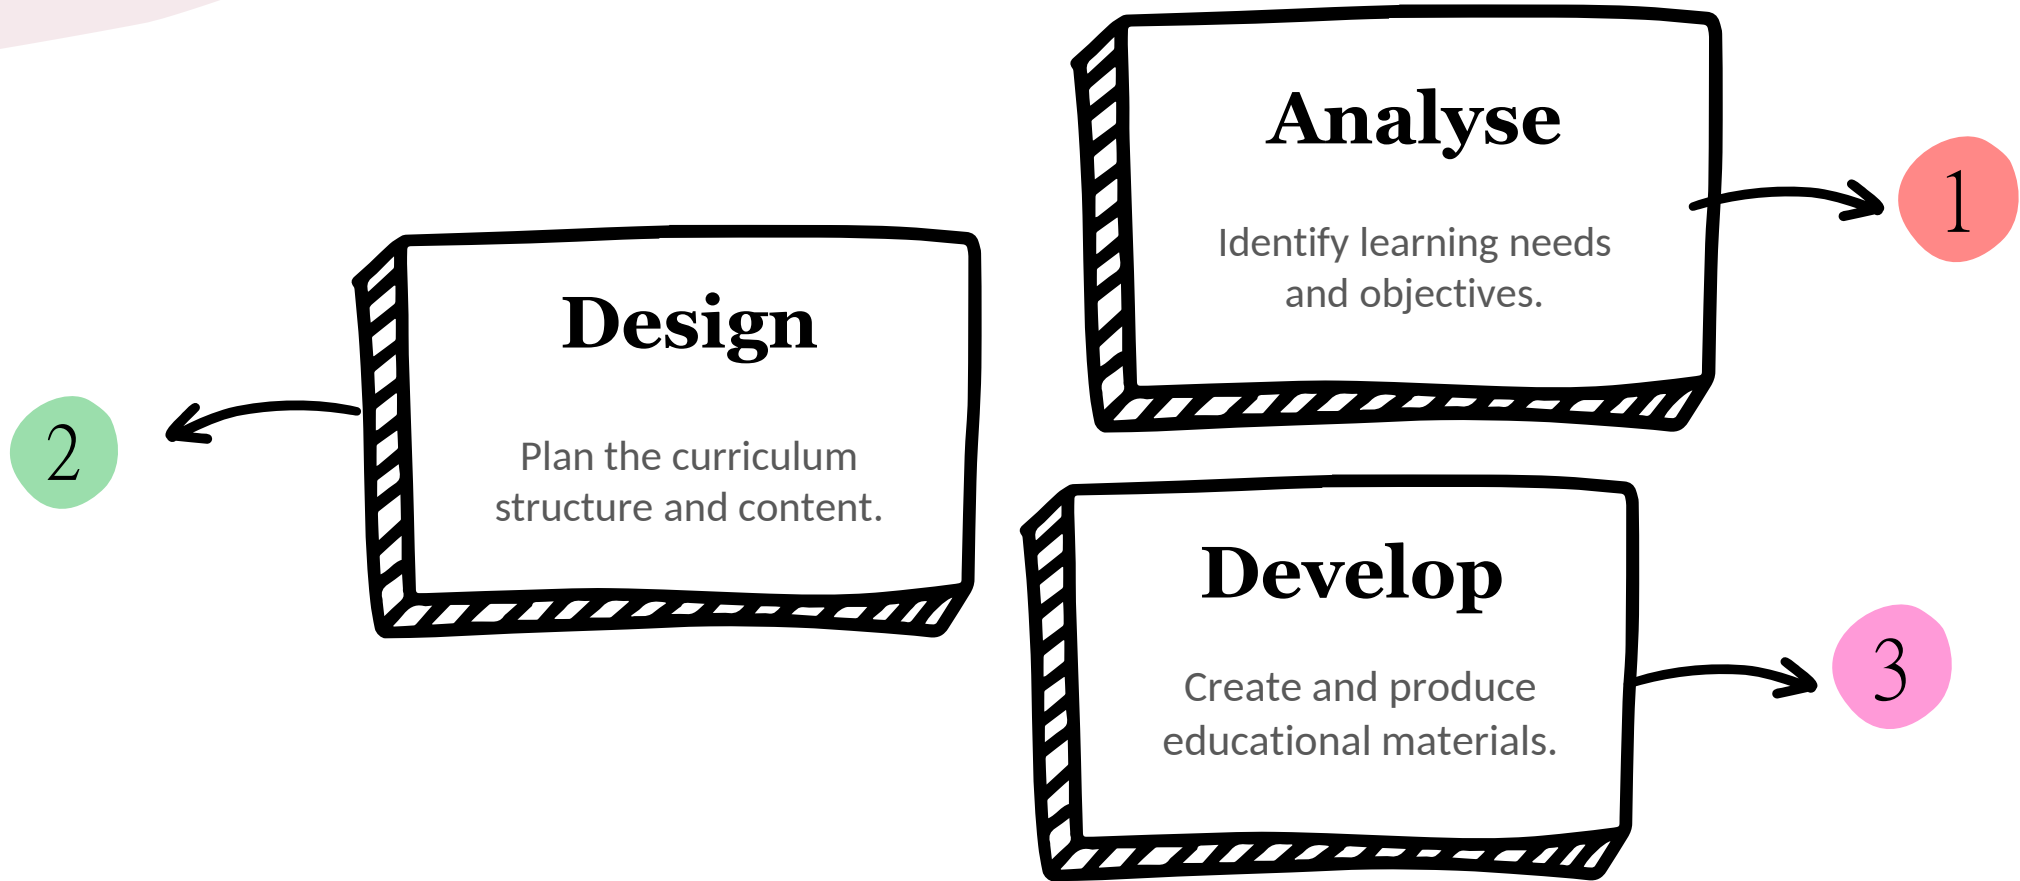 Analyse
Identify learning needs
and objectives.
1
Design
Plan the curriculum
structure and content.
2
Develop
Create and produce
educational materials.
3